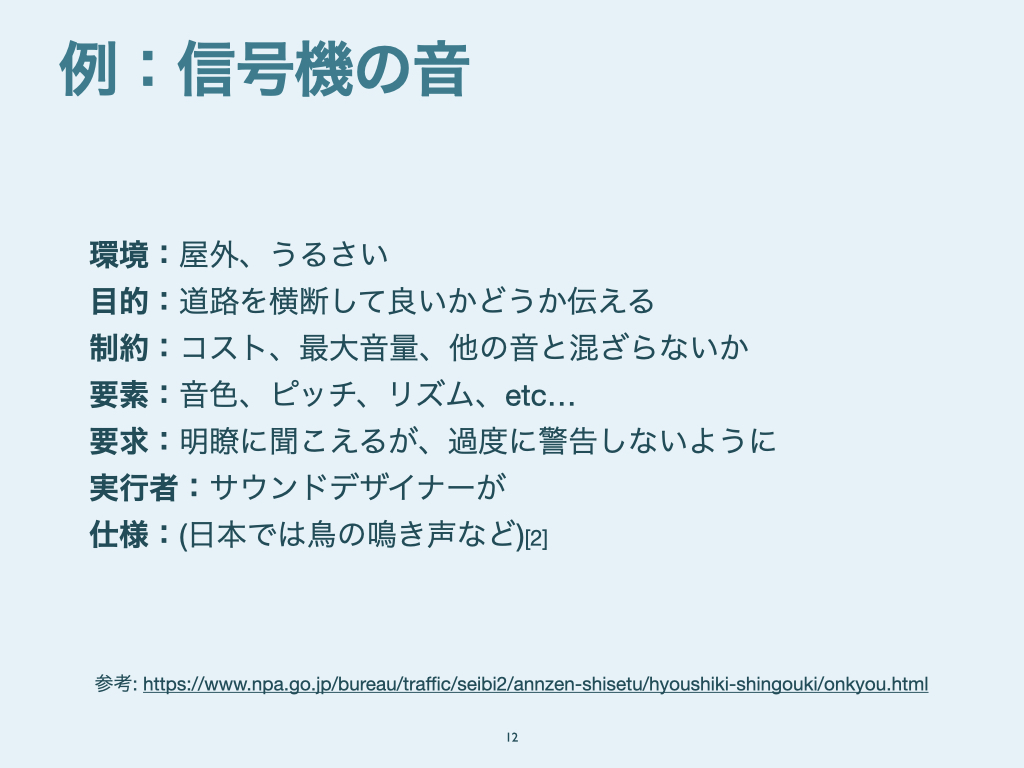 例：信号機の音
環境：屋外、うるさい
目的：道路を横断して良いかどうか伝える
制約：コスト、最大音量、他の音と混ざらないか
要素：音色、ピッチ、リズム、etc…
要求：明瞭に聞こえるが、過度に警告しないように
実行者：サウンドデザイナーが
仕様：(日本では鳥の鳴き声など)[2]
参考: https://www.npa.go.jp/bureau/traffic/seibi2/annzen-shisetu/hyoushiki-shingouki/onkyou.html
12